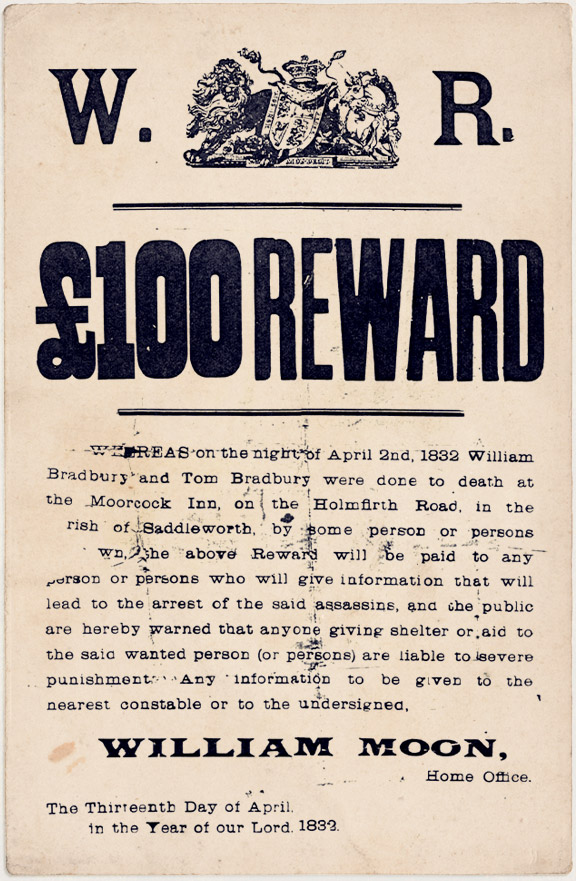 W. R.
£100 REWARD
WHEREAS on the night of April 2nd, 1832 William
Bradbury and Tom Bradbury were done to death at
the Moorcock Inn, on the Holmfirth Road, in the
rish of Saddleworth, by some person or persons
wn, the above Reward will be paid to any
person or persons who will give information that will
lead to the arrest of the said assassins, and the public
are hereby warned that anyone giving shelter or aid to
the said wanted person (or persons) are liable to severe
punishment. Any information to be given to the
nearest constable or to the undersigned,
WILLIAM MOON,
Home Office.
The Thirteenth Day of April,
in the Year of our Lord. 1832.